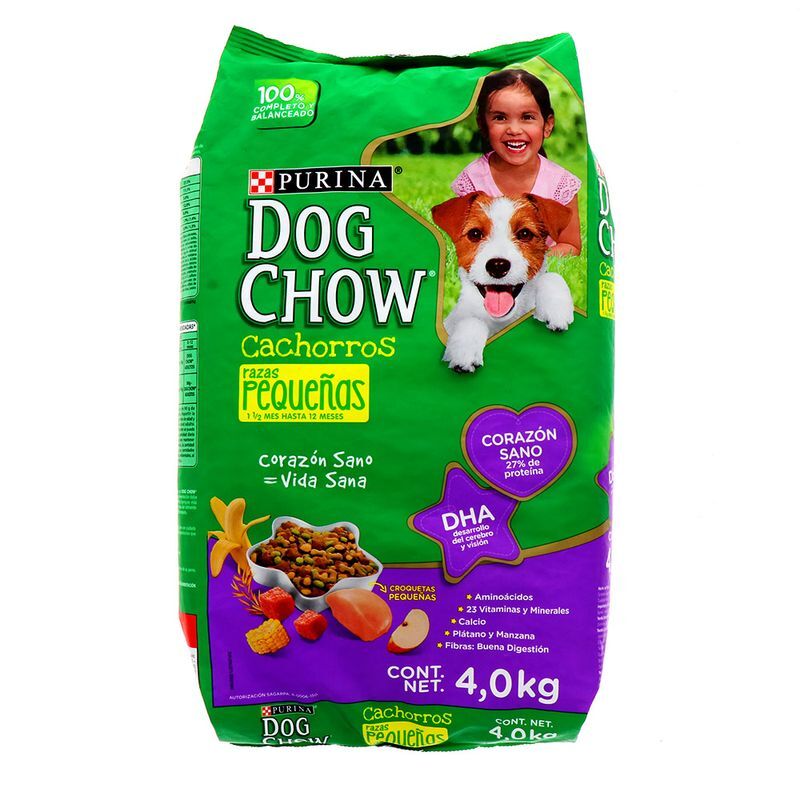 100%
COMPLETO Y
BALANCEADO
PURINA®
DOG
CHOW®
Cachorros
razas
Pequeñas
1 ½ MES HASTA 12 MESES
Corazón Sano
= Vida Sana
CORAZÓN
SANO
27% de
proteína
DHA
desarrollo
del cerebro
y visión
CROQUETAS
PEQUEÑAS
• Aminoácidos
• 23 Vitaminas y Minerales
• Calcio
• Plátano y Manzana
• Fibras: Buena Digestión
CONT.
NET. 4,0kg
PURINA
DOG
CHOW
Cachorros
razas
Pequeñas
CONT. NET.
4,0kg